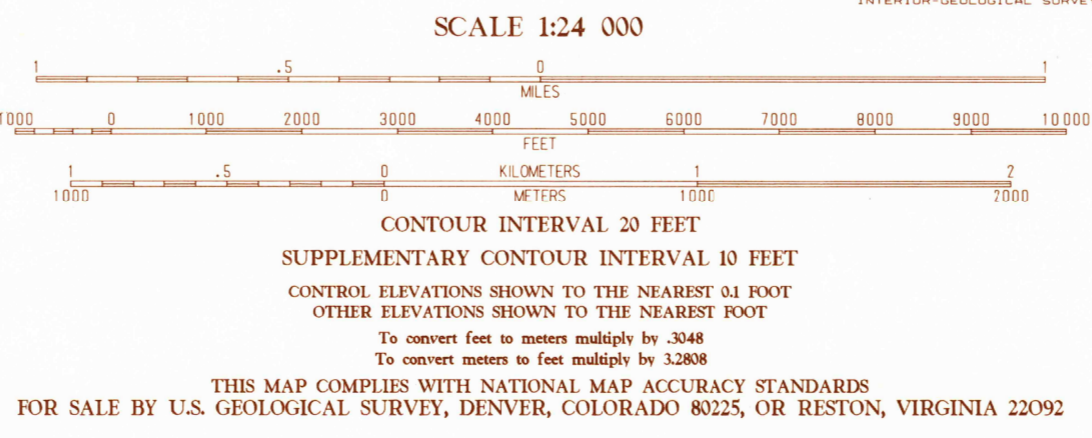 INTERIOR-GEOLOGICAL SURVEY
SCALE 1:24 000
1 .5 0 1
MILES
1000 0 1000 2000 3000 4000 5000 6000 7000 8000 9000 10000
FEET
1 .5 0 KILOMETERS 1 2
1000 0 METERS 1000 2000
CONTOUR INTERVAL 20 FEET
SUPPLEMENTARY CONTOUR INTERVAL 10 FEET
CONTROL ELEVATIONS SHOWN TO THE NEAREST 0.1 FOOT
OTHER ELEVATIONS SHOWN TO THE NEAREST FOOT
To convert feet to meters multiply by .3048
To convert meters to feet multiply by 3.2808
THIS MAP COMPLIES WITH NATIONAL MAP ACCURACY STANDARDS
FOR SALE BY U.S. GEOLOGICAL SURVEY, DENVER, COLORADO 80225, OR RESTON, VIRGINIA 22092